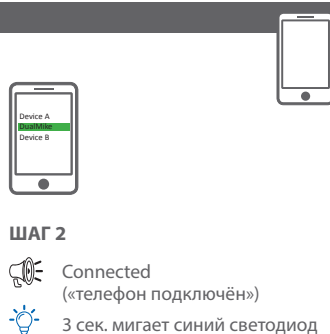 Device A
DualMike
Device B
ШАГ 2
Connected
(«телефон подключён»)
3 сек. мигает синий светодиод